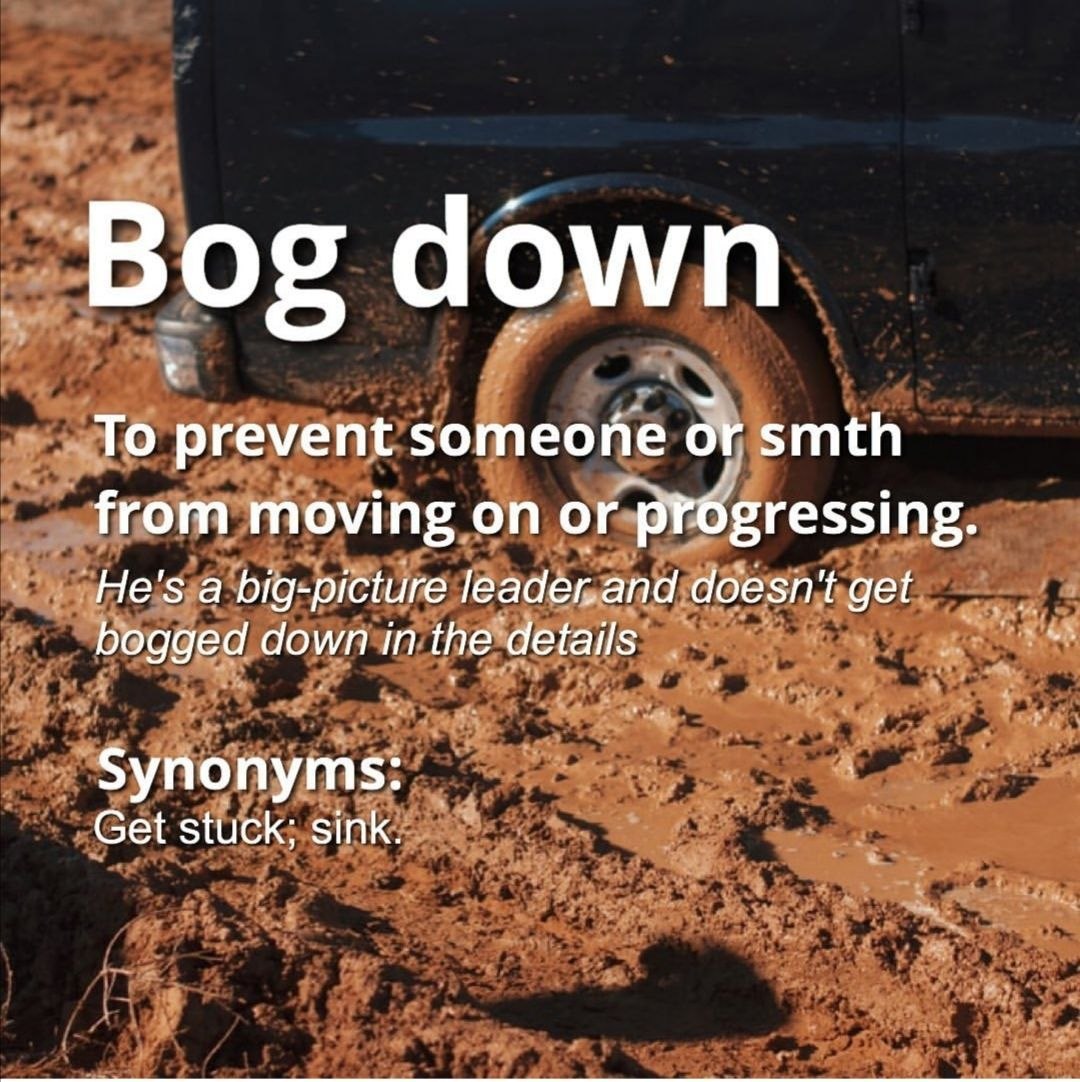 Bog down
To prevent someone or smth
from moving on or progressing.
He's a big-picture leader and doesn't get
bogged down in the details
Synonyms:
Get stuck; sink.